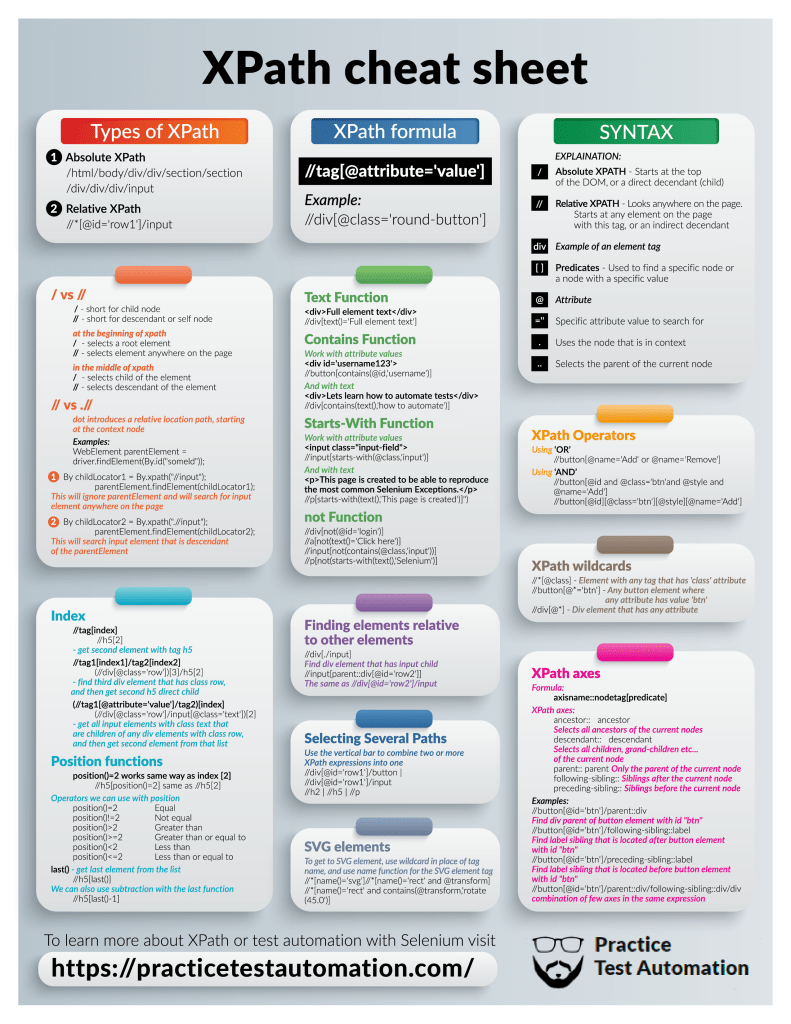 XPath cheat sheet
Types of XPath
1 Absolute XPath
/html/body/div/div/section/section
/div/div/div/input
2 Relative XPath
//*[@id='row1']/input
/ vs //
/ - short for child node
// - short for descendant or self node
at the beginning of xpath
/ - selects a root element
// - selects element anywhere on the page
in the middle of xpath
/ - selects child of the element
// - selects descendant of the element
// vs .//
dot introduces a relative location path, starting
at the context node
Examples:
WebElement parentElement =
driver.findElement(By.id("someId"));
1 By childLocator1 = By.xpath("//input");
parentElement.findElement(childLocator1);
This will ignore parentElement and will search for input
element anywhere on the page
2 By childLocator2 = By.xpath(".//input");
parentElement.findElement(childLocator2);
This will search input element that is descendant
of the parentElement
Index
//tag[index]
//h5[2]
- get second element with tag h5
//tag1[index1]/tag2[index2]
(//div[@class='row'])[3]/h5[2]
- find third div element that has class row,
and then get second h5 direct child
(//tag1[@attribute='value']/tag2)[index]
(//div[@class='row']/input[@class='text'])[2]
- get all input elements with class text that
are children of any div elements with class row,
and then get second element from that list
Position functions
position()=2 works same way as index [2]
//h5[position()=2] same as //h5[2]
Operators we can use with position
position()=2 Equal
position()!=2 Not equal
position()>2 Greater than
position()>=2 Greater than or equal to
position()<2 Less than
position()<=2 Less than or equal to
last() - get last element from the list
//h5[last()]
We can also use subtraction with the last function
//h5[last()-1]
XPath formula
//tag[@attribute='value']
Example:
//div[@class='round-button']
Text Function
<div>Full element text</div>
//div[text()='Full element text']
Contains Function
Work with attribute values
<div id='username123'>
//button[contains(@id,'username')]
And with text
<div>Lets learn how to automate tests</div>
//div[contains(text(),'how to automate')]
Starts-With Function
Work with attribute values
<input class="input-field">
//input[starts-with(@class,'input')]
And with text
<p>This page is created to be able to reproduce
the most common Selenium Exceptions.</p>
//p[starts-with(text(),'This page is created')]")
not Function
//div[not(@id='login')]
//a[not(text()='Click here')]
//input[not(contains(@class,'input'))]
//p[not(starts-with(text(),'Selenium')]
Finding elements relative
to other elements
//div[./input]
Find div element that has input child
//input[parent::div[@id='row2']]
The same as //div[@id='row2']/input
Selecting Several Paths
Use the vertical bar to combine two or more
XPath expressions into one
//div[@id='row1']/button |
//div[@id='row1']/input
//h2 | //h5 | //p
SVG elements
To get to SVG element, use wildcard in place of tag
name, and use name function for the SVG element tag
//*[name()='svg']//*[name()='rect' and @transform]
//*[name()='rect' and contains(@transform,'rotate
(45.0')]
SYNTAX
EXPLAINATION:
/ Absolute XPATH - Starts at the top
of the DOM, or a direct decendant (child)
// Relative XPATH - Looks anywhere on the page.
Starts at any element on the page
with this tag, or an indirect decendant
div Example of an element tag
[ ] Predicates - Used to find a specific node or
a node with a specific value
@ Attribute
='' Specific attribute value to search for
. Uses the node that is in context
.. Selects the parent of the current node
XPath Operators
Using 'OR'
//button[@name='Add' or @name='Remove']
Using 'AND'
//button[@id and @class='btn'and @style and
@name='Add']
//button[@id][@class='btn'][@style][@name='Add']
XPath wildcards
//*[@class] - Element with any tag that has 'class' attribute
//button[@*='btn'] - Any button element where
any attribute has value 'btn'
//div[@*] - Div element that has any attribute
XPath axes
Formula:
axisname::nodetag[predicate]
XPath axes:
ancestor:: ancestor
Selects all ancestors of the current nodes
descendant:: descendant
Selects all children, grand-children etc...
of the current node
parent:: parent Only the parent of the current node
following-sibling:: Siblings after the current node
preceding-sibling:: Siblings before the current node
Examples:
//button[@id='btn']/parent::div
Find div parent of button element with id "btn"
//button[@id='btn']/following-sibling::label
Find label sibling that is located after button element
with id "btn"
//button[@id='btn']/preceding-sibling::label
Find label sibling that is located before button element
with id "btn"
//button[@id='btn']/parent::div/following-sibling::div/div
combination of few axes in the same expression
To learn more about XPath or test automation with Selenium visit
https://practicetestautomation.com/
Practice
Test Automation